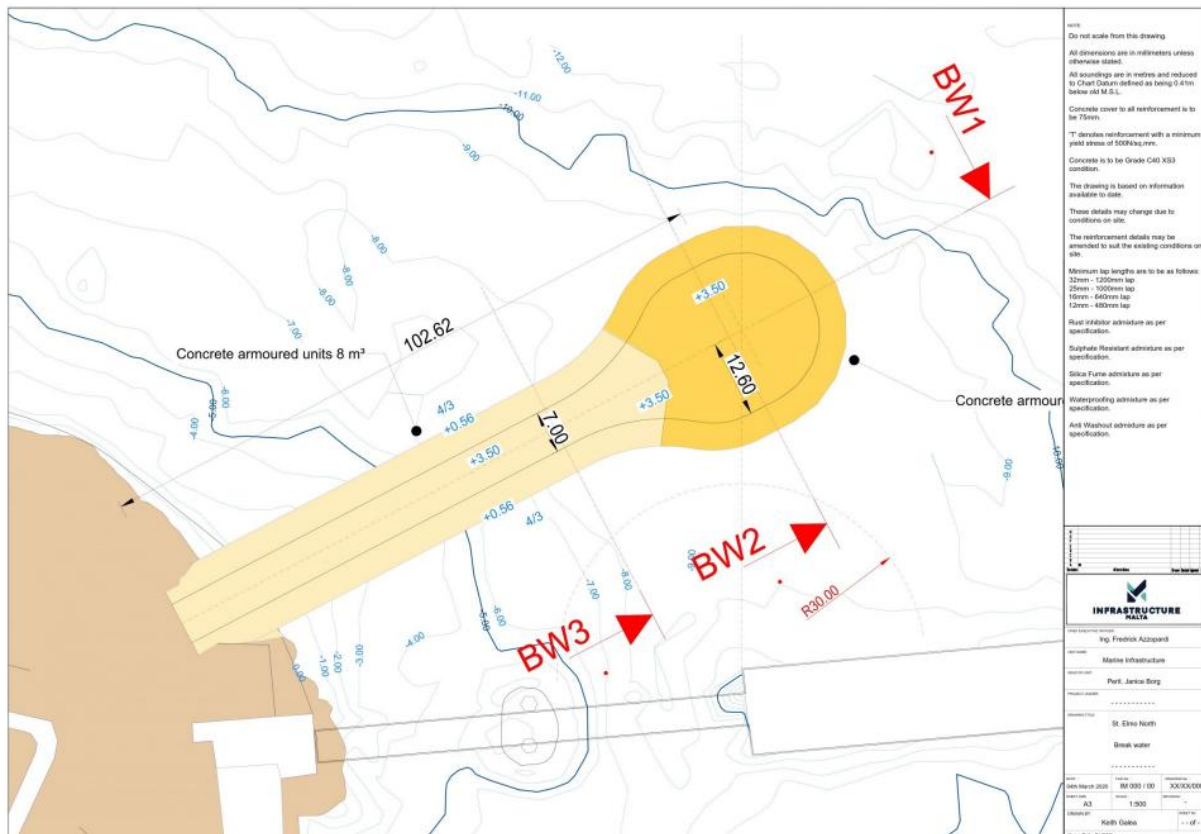 -12.00
-11.00
-10.00
-9.00
BW1
-8.00
-8.00
-8.00
-7.00
+3.50
102.62
Concrete armoured units 8 m³
12.60
-6.00
-5.00
-4.00
4/3
+0.56
+3.50
7.00
+3.50
Concrete armour
+0.56
4/3
-9.00
BW2
-7.00
-8.00
R30.00
-5.00
-6.00
BW3
-4.00
-3.00
-2.00
-1.00
0.00
NOTE
Do not scale from this drawing.
All dimensions are in millimeters unless
otherwise stated.
All soundings are in metres and reduced
to Chart Datum defined as being 0.41m
below old M.S.L.
Concrete cover to all reinforcement is to
be 75mm.
"T" denotes reinforcement with a minimum
yield stress of 500N/sq.mm.
Concrete is to be Grade C40 XS3
condition.
The drawing is based on information
available to date.
These details may change due to
conditions on site.
The reinforcement details may be
amended to suit the existing conditions on
site.
Minimum lap lengths are to be as follows:
32mm - 1200mm lap
25mm - 1000mm lap
16mm - 640mm lap
12mm - 480mm lap
Rust inhibitor admixture as per
specification.
Sulphate Resistant admixture as per
specification.
Silica Fume admixture as per
specification.
Waterproofing admixture as per
specification.
Anti Washout admixture as per
specification.
INFRASTRUCTURE
MALTA
Ing. Fredrick Azzopardi
Marine Infrastructure
Perit. Janice Borg
St. Elmo North
Break water
04th March 2020
IM 000 / 00
XX/XX/00
A3
1:500
Keith Galea
- - of -